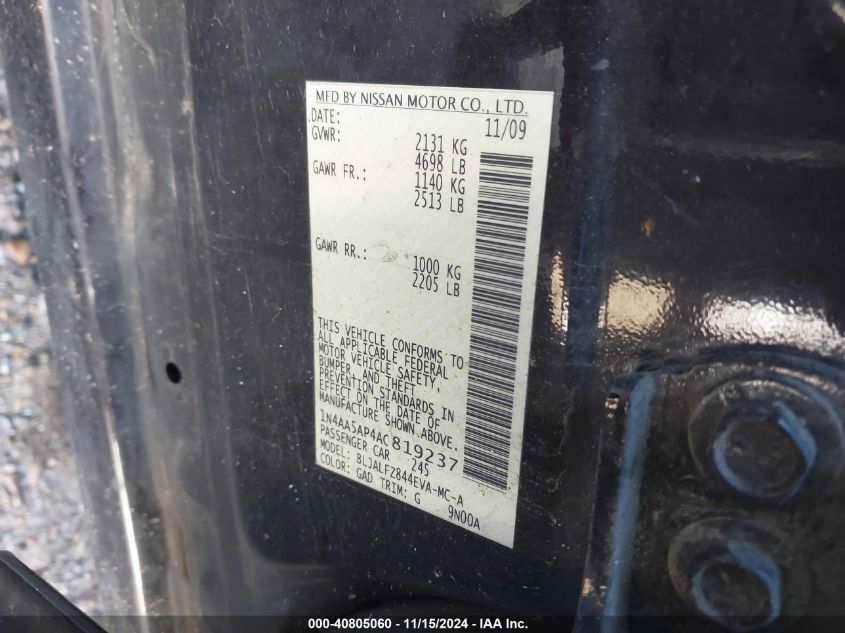 MFD BY NISSAN MOTOR CO., LTD.
DATE: 11/09
GVWR: 2131 KG
4698 LB
GAWR FR.: 1140 KG
2513 LB
GAWR RR.: 1000 KG
2205 LB
THIS VEHICLE CONFORMS TO
ALL APPLICABLE FEDERAL
MOTOR VEHICLE SAFETY,
BUMPER, AND THEFT
PREVENTION STANDARDS IN
EFFECT ON THE DATE OF
MANUFACTURE SHOWN ABOVE.
1N4AA5AP4AC819237
PASSENGER CAR 245
MODEL: BLJALFZ844EVA-MC-A
COLOR: GAD TRIM: G 9N00A
000-40805060 - 11/15/2024 - IAA Inc.